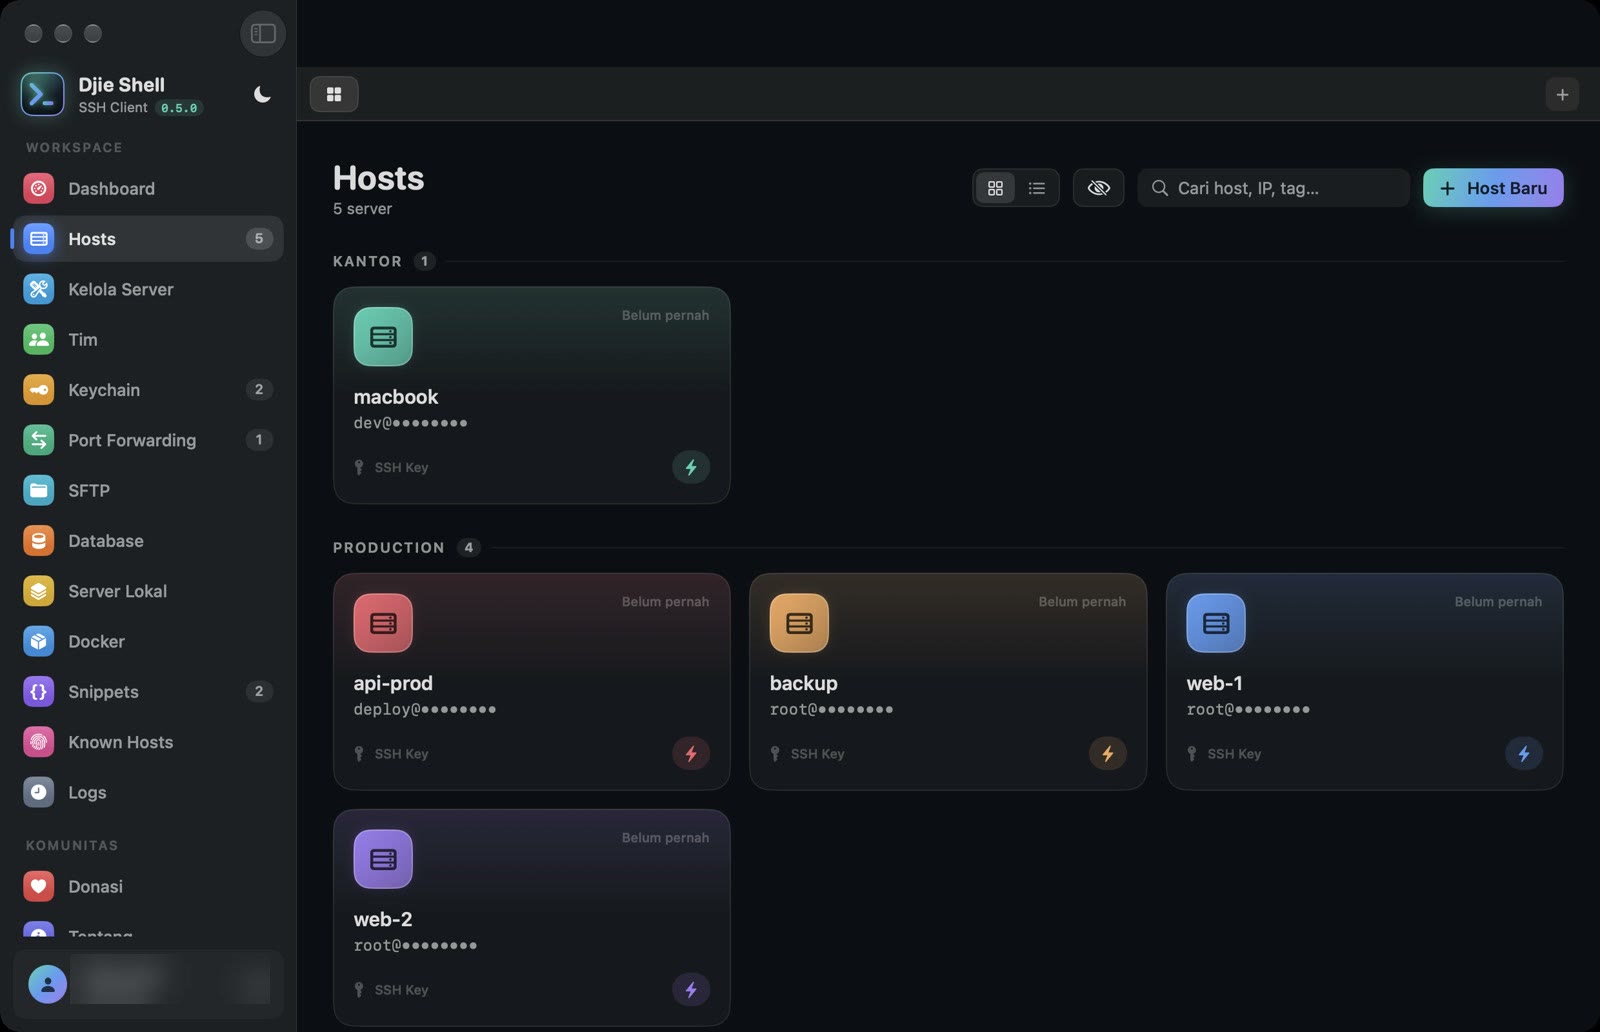 Djie Shell
SSH Client 0.5.0
WORKSPACE
Dashboard
Hosts 5
Kelola Server
Tim
Keychain 2
Port Forwarding 1
SFTP
Database
Server Lokal
Docker
Snippets 2
Known Hosts
Logs
KOMUNITAS
Donasi
Tentang
Hosts
5 server
Cari host, IP, tag...
Host Baru
KANTOR 1
Belum pernah
macbook
dev@••••••••
SSH Key
PRODUCTION 4
Belum pernah
api-prod
deploy@••••••••
SSH Key
Belum pernah
backup
root@••••••••
SSH Key
Belum pernah
web-1
root@••••••••
SSH Key
Belum pernah
web-2
root@••••••••
SSH Key